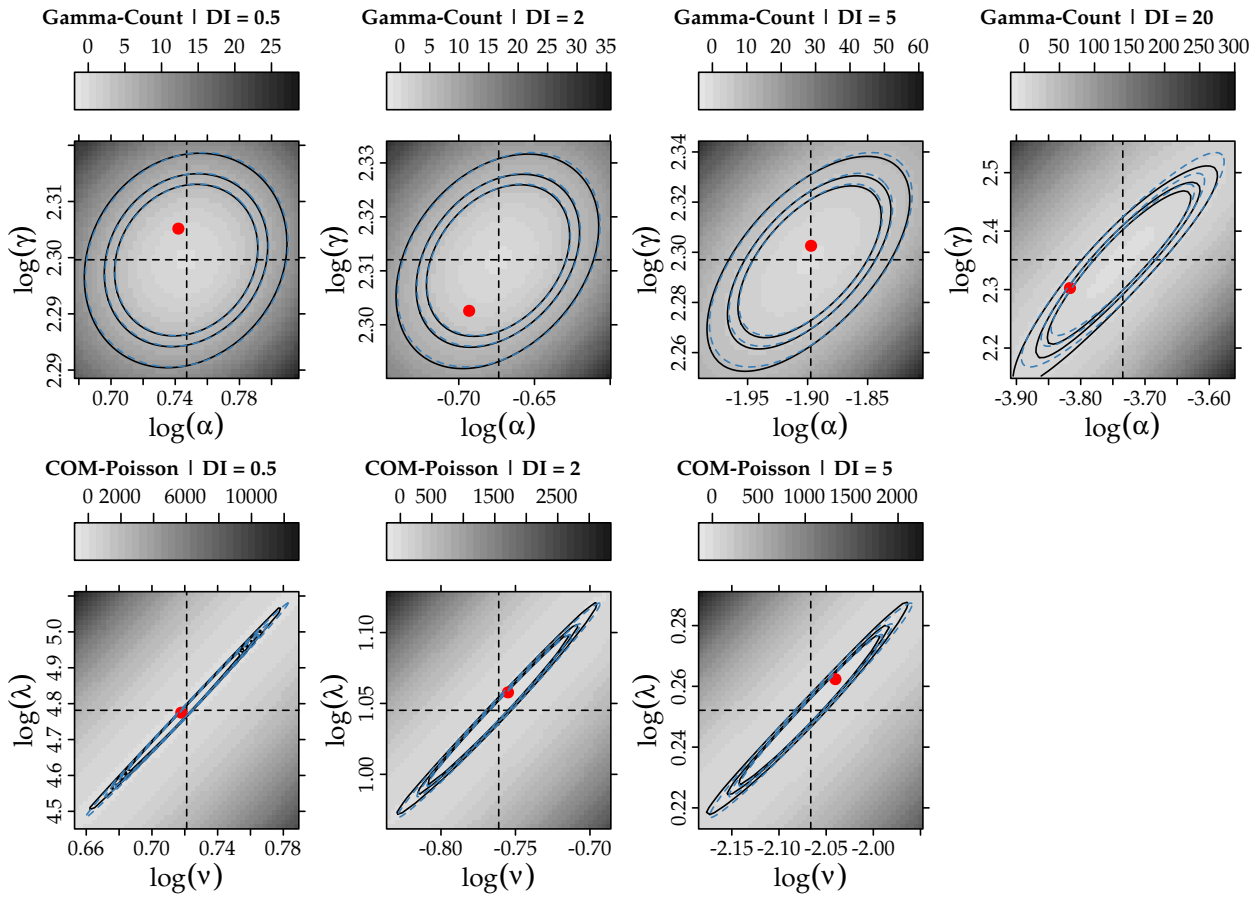 Gamma-Count | DI = 0.5
Gamma-Count | DI = 2
Gamma-Count | DI = 5
Gamma-Count | DI = 20
0 5 10 15 20 25
0 5 10 15 20 25 30 35
0 10 20 30 40 50 60
0 50 100 150 200 250 300
2.29 2.29 2.30 2.31
log(γ)
0.70 0.74 0.78
log(α)
2.30 2.31 2.32 2.33
log(γ)
-0.70 -0.65
log(α)
2.26 2.28 2.30 2.32 2.34
log(γ)
-1.95 -1.90 -1.85
log(α)
2.2 2.3 2.4 2.5
log(γ)
-3.90 -3.80 -3.70 -3.60
log(α)
COM-Poisson | DI = 0.5
COM-Poisson | DI = 2
COM-Poisson | DI = 5
0 2000 6000 10000
0 500 1500 2500
0 500 1000 1500 2000
4.5 4.6 4.7 4.8 4.9 5.0
log(λ)
0.66 0.70 0.74 0.78
log(ν)
1.00 1.05 1.10
log(λ)
-0.80 -0.75 -0.70
log(ν)
0.22 0.24 0.26 0.28
log(λ)
-2.15 -2.10 -2.05 -2.00
log(ν)